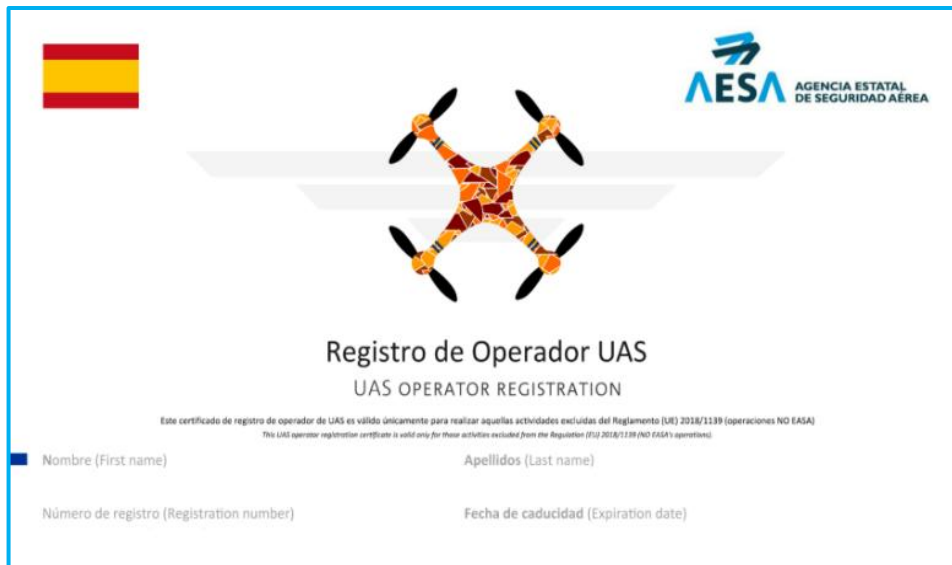 AESA AGENCIA ESTATAL
DE SEGURIDAD AÉREA
Registro de Operador UAS
UAS OPERATOR REGISTRATION
Este certificado de registro de operador de UAS es válido únicamente para realizar aquellas actividades excluidas del Reglamento (UE) 2018/1139 (operaciones NO EASA)
This UAS operator registration certificate is valid only for those activities excluded from the Regulation (EU) 2018/1139 (NO EASA's operations).
Nombre (First name) Apellidos (Last name)
Número de registro (Registration number) Fecha de caducidad (Expiration date)